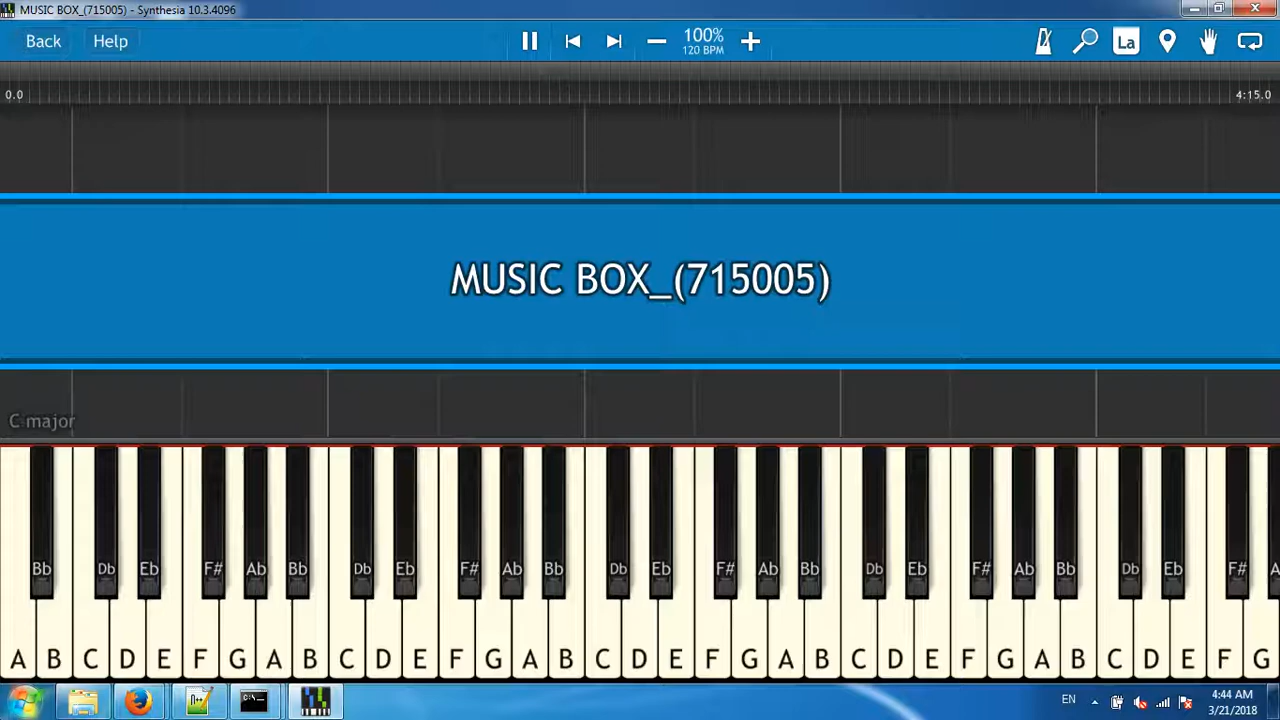 MUSIC BOX_(715005) - Synthesia 10.3.4096
Back Help 100% La
120 BPM
0.0 4:15.0
MUSIC BOX_(715005)
C major
Bb Db Eb F# Ab Bb Db Eb F# Ab Bb Db Eb F# Ab Bb Db Eb F# Ab Bb Db Eb F# A
A B C D E F G A B C D E F G A B C D E F G A B C D E F G A B C D E F G
C:\.
EN 4:44 AM
3/21/2018